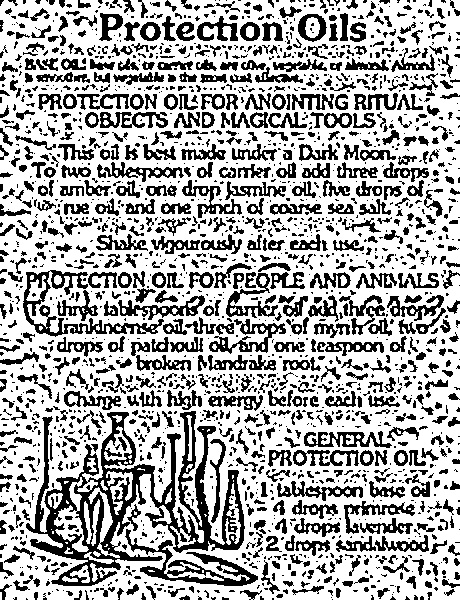 Protection Oils
BASE OIL: base oils, or carrier oils, are olive, vegetable, or almond. Almond
is smoother, but vegetable is the most cost effective.
PROTECTION OIL FOR ANOINTING RITUAL
OBJECTS AND MAGICAL TOOLS
This oil is best made under a Dark Moon.
To two tablespoons of carrier oil add three drops
of amber oil, one drop Jasmine oil, five drops of
rue oil, and one pinch of coarse sea salt.
Shake vigourously after each use.
PROTECTION OIL FOR PEOPLE AND ANIMALS
To three tablespoons of carrier oil add three drops
of frankincense oil, three drops of myrrh oil, two
drops of patchouli oil, and one teaspoon of
broken Mandrake root.
Charge with high energy before each use.
GENERAL
PROTECTION OIL
1 tablespoon base oil
4 drops primrose
4 drops lavender
2 drops sandalwood